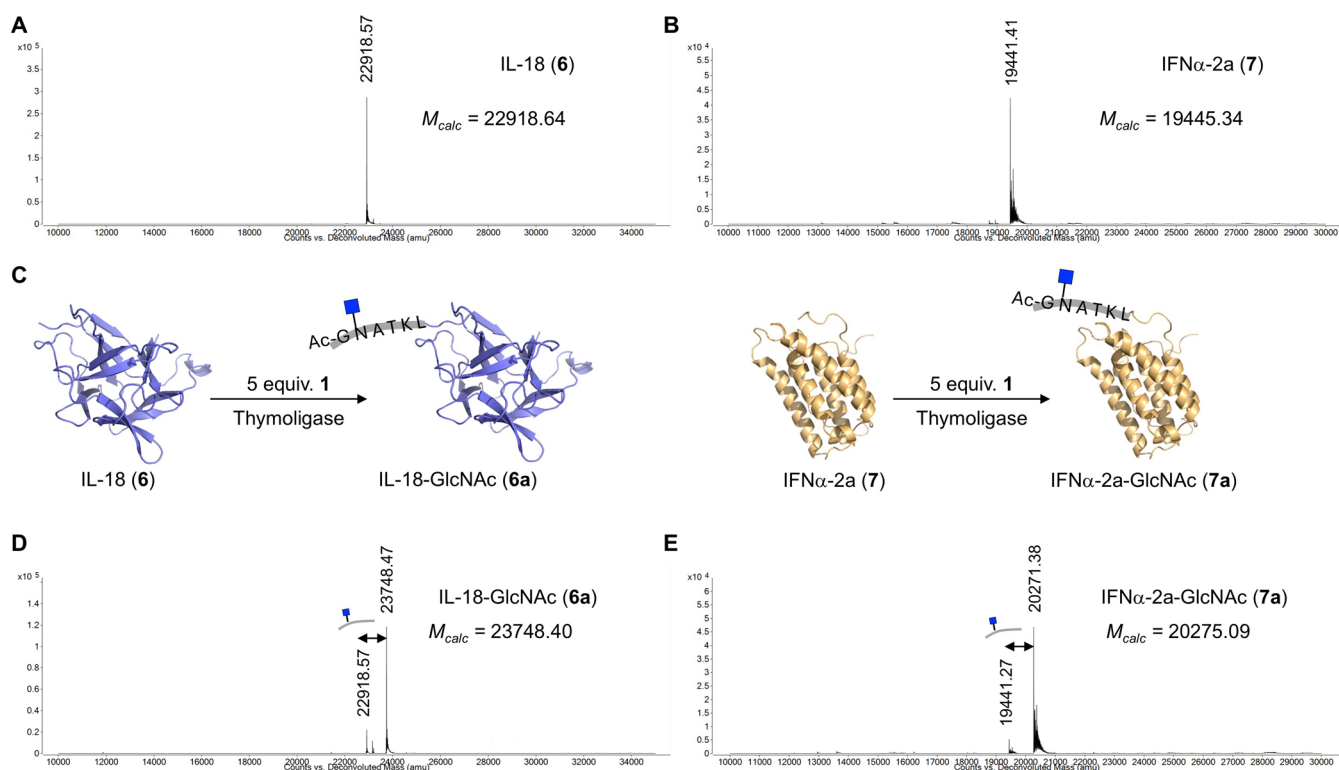 A
x10 5
22918.57
IL-18 (6)
Mcalc = 22918.64
3.5
3
2.5
2
1.5
1
0.5
0
10000 12000 14000 16000 18000 20000 22000 24000 26000 28000 30000 32000 34000
Counts vs. Deconvoluted Mass (amu)
B
x10 4
19441.41
IFNα-2a (7)
Mcalc = 19445.34
5.5
5
4.5
4
3.5
3
2.5
2
1.5
1
0.5
0
10000 11000 12000 13000 14000 15000 16000 17000 18000 19000 20000 21000 22000 23000 24000 25000 26000 27000 28000 29000 30000
Counts vs. Deconvoluted Mass (amu)
C
Ac-GNATKL
5 equiv. 1
Thymoligase
IL-18 (6)
IL-18-GlcNAc (6a)
Ac-GNATKL
5 equiv. 1
Thymoligase
IFNα-2a (7)
IFNα-2a-GlcNAc (7a)
D
x10 5
23748.47
IL-18-GlcNAc (6a)
Mcalc = 23748.40
22918.57
1.4
1.2
1
0.8
0.6
0.4
0.2
0
10000 12000 14000 16000 18000 20000 22000 24000 26000 28000 30000 32000 34000
Counts vs. Deconvoluted Mass (amu)
E
x10 4
20271.38
IFNα-2a-GlcNAc (7a)
Mcalc = 20275.09
19441.27
6
5.5
5
4.5
4
3.5
3
2.5
2
1.5
1
0.5
0
10000 11000 12000 13000 14000 15000 16000 17000 18000 19000 20000 21000 22000 23000 24000 25000 26000 27000 28000 29000 30000
Counts vs. Deconvoluted Mass (amu)